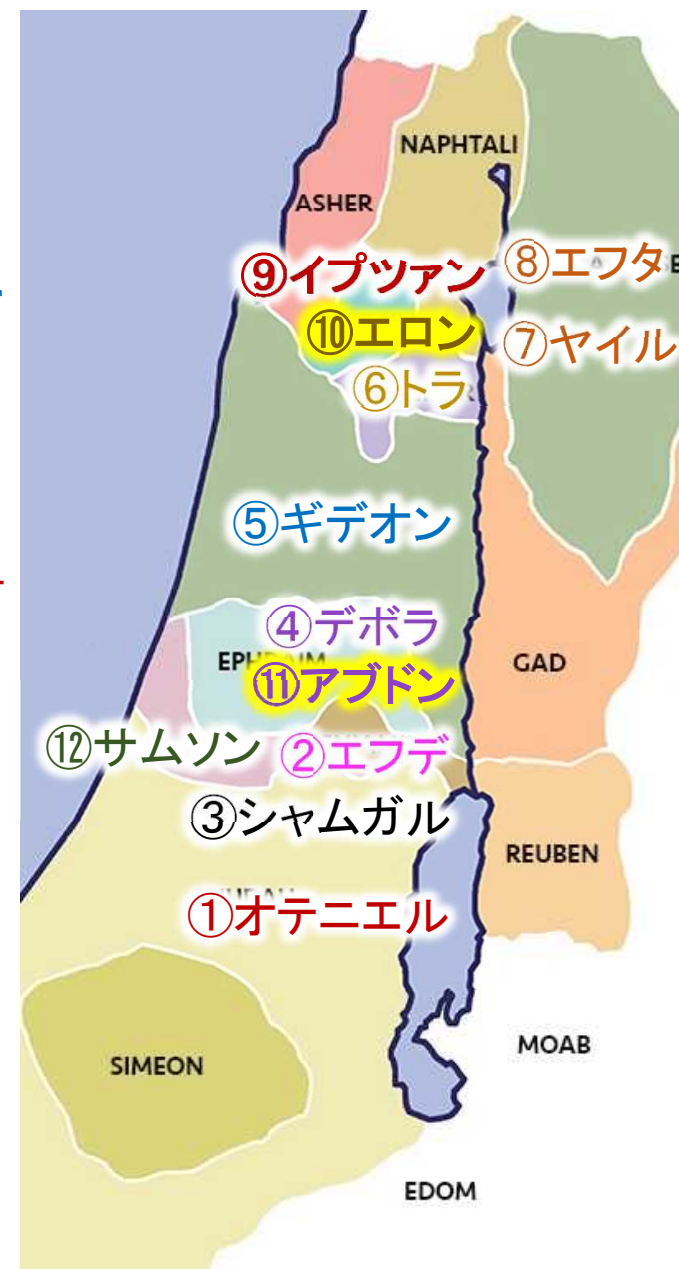 NAPHTALI
ASHER
⑨イプツァン
⑧エフタ
⑩エロン
⑦ヤイル
⑥トラ
⑤ギデオン
④デボラ
EPHRAIM
GAD
⑪アブドン
⑫サムソン
②エフデ
③シャムガル
REUBEN
①オテニエル
MOAB
SIMEON
EDOM